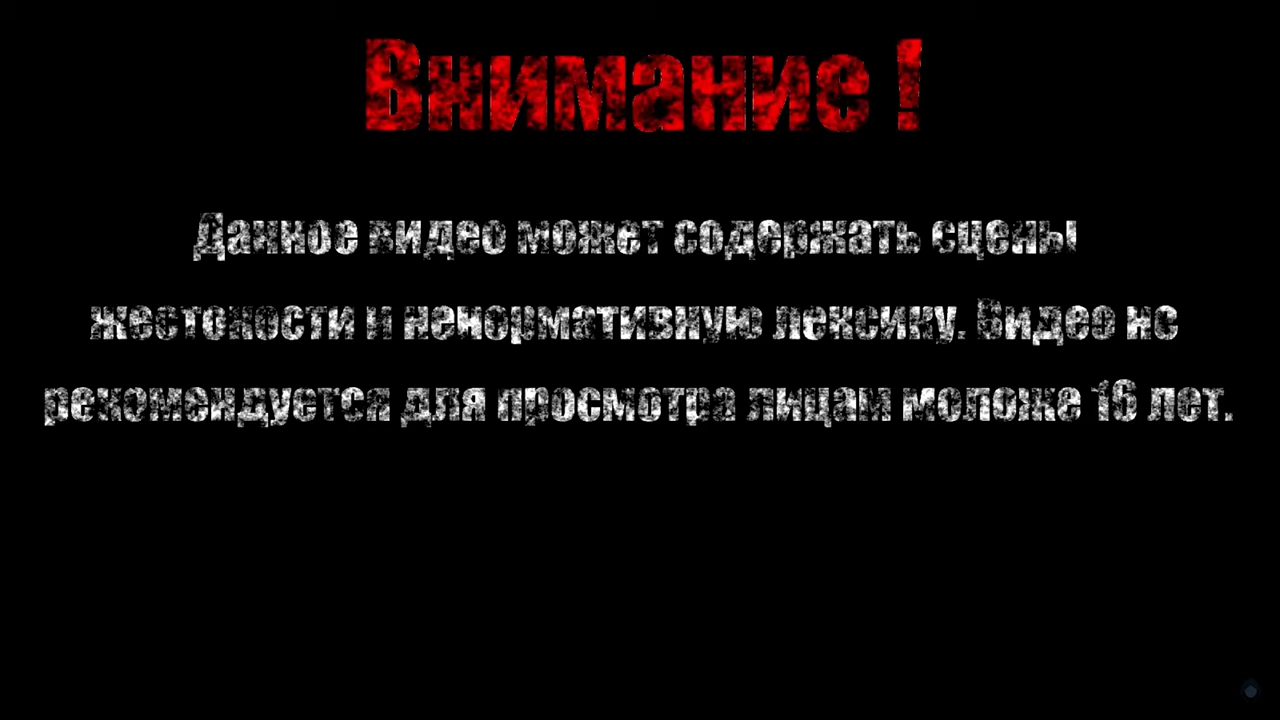 Внимание !
Данное видео может содержать сцены
жестокости и ненормативную лексику. Видео не
рекомендуется для просмотра лицам моложе 16 лет.